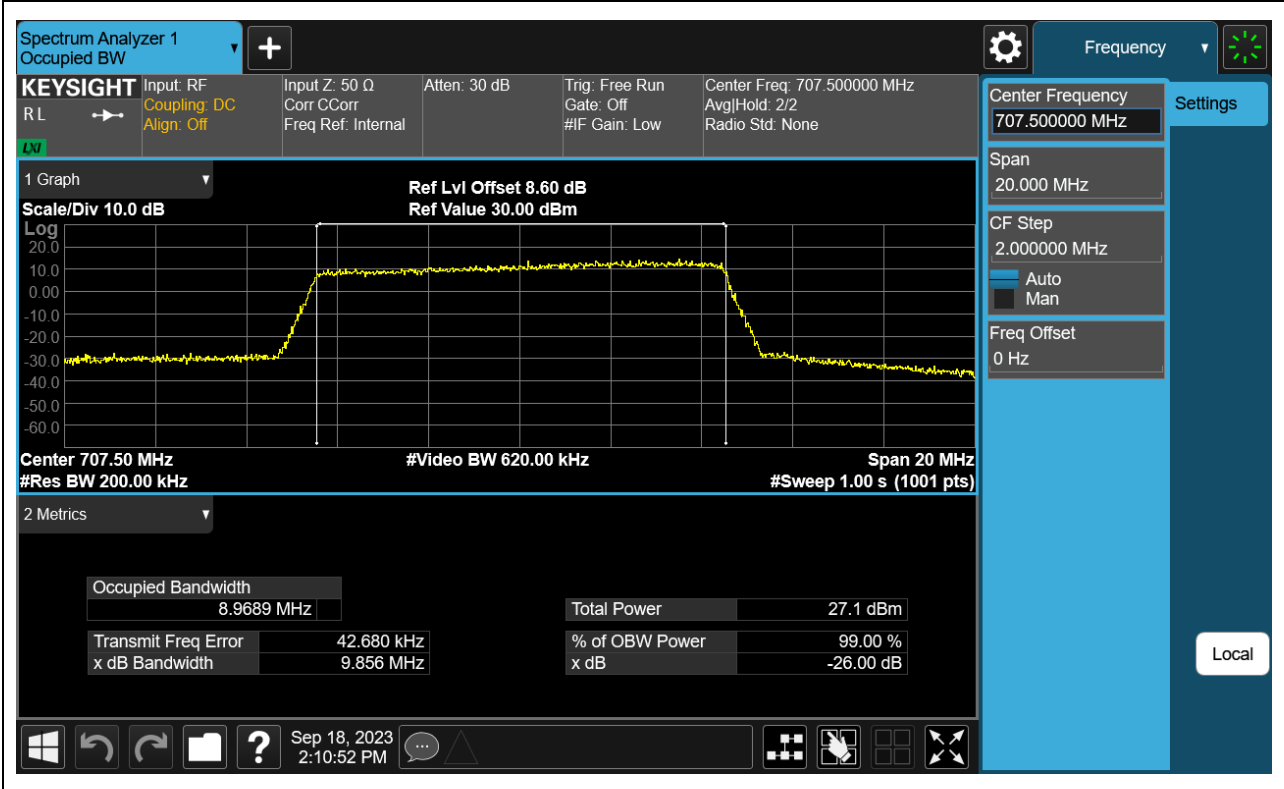 Spectrum Analyzer 1
Occupied BW
+
Frequency
KEYSIGHT
R L
LXI
Input: RF
Coupling: DC
Align: Off
Input Z: 50 Ω
Corr CCorr
Freq Ref: Internal
Atten: 30 dB
Trig: Free Run
Gate: Off
#IF Gain: Low
Center Freq: 707.500000 MHz
Avg|Hold: 2/2
Radio Std: None
Center Frequency
707.500000 MHz
Settings
Span
20.000 MHz
CF Step
2.000000 MHz
Auto
Man
Freq Offset
0 Hz
Local
1 Graph
Scale/Div 10.0 dB
Ref Lvl Offset 8.60 dB
Ref Value 30.00 dBm
Log
20.0
10.0
0.00
-10.0
-20.0
-30.0
-40.0
-50.0
-60.0
Center 707.50 MHz
#Video BW 620.00 kHz
Span 20 MHz
#Res BW 200.00 kHz
#Sweep 1.00 s (1001 pts)
2 Metrics
Occupied Bandwidth
8.9689 MHz
Total Power 27.1 dBm
Transmit Freq Error 42.680 kHz
% of OBW Power 99.00 %
x dB Bandwidth 9.856 MHz
x dB -26.00 dB
?
Sep 18, 2023
2:10:52 PM